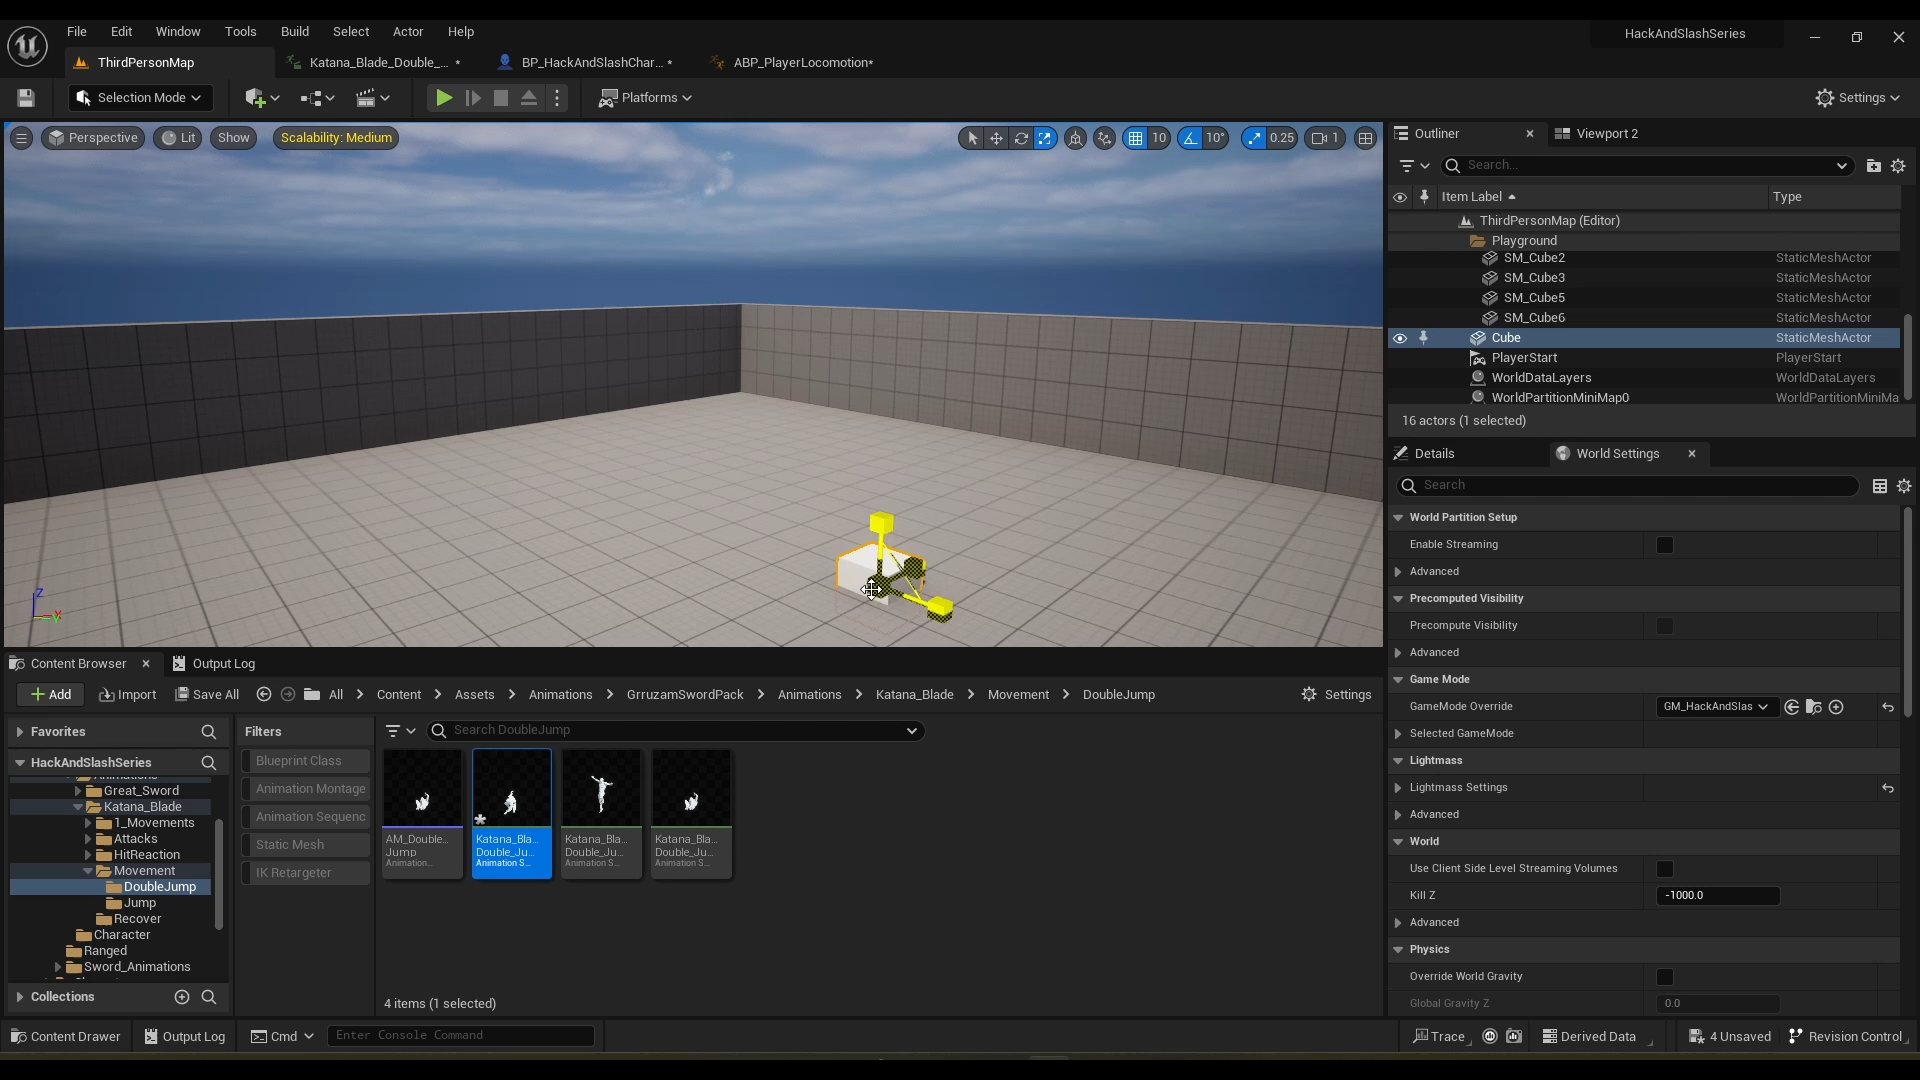 File Edit Window Tools Build Select Actor Help
HackAndSlashSeries
ThirdPersonMap
Katana_Blade_Double_... *
BP_HackAndSlashChar... *
ABP_PlayerLocomotion*
Selection Mode
Platforms
Settings
Perspective
Lit
Show
Scalability: Medium
10
10°
0.25
1
Outliner
Viewport 2
Search...
Item Label
Type
ThirdPersonMap (Editor)
Playground
SM_Cube2 StaticMeshActor
SM_Cube3 StaticMeshActor
SM_Cube5 StaticMeshActor
SM_Cube6 StaticMeshActor
Cube StaticMeshActor
PlayerStart PlayerStart
WorldDataLayers WorldDataLayers
WorldPartitionMiniMap0 WorldPartitionMiniMa
16 actors (1 selected)
Details
World Settings
Search
World Partition Setup
Enable Streaming
Advanced
Precomputed Visibility
Precompute Visibility
Advanced
Game Mode
GameMode Override GM_HackAndSlas
Selected GameMode
Lightmass
Lightmass Settings
Advanced
World
Use Client Side Level Streaming Volumes
Kill Z -1000.0
Advanced
Physics
Override World Gravity
Global Gravity Z 0.0
Z
Y
Content Browser
Output Log
Add
Import
Save All
All > Content > Assets > Animations > GrruzamSwordPack > Animations > Katana_Blade > Movement > DoubleJump
Settings
Favorites
HackAndSlashSeries
Animations
Great_Sword
Katana_Blade
1_Movements
Attacks
HitReaction
Movement
DoubleJump
Jump
Recover
Character
Ranged
Sword_Animations
Collections
Filters
Blueprint Class
Animation Montage
Animation Sequenc
Static Mesh
IK Retargeter
Search DoubleJump
AM_Double...
Jump
Animation...
Katana_Bla...
Double_Ju...
Animation S...
Katana_Bla...
Double_Ju...
Animation S...
Katana_Bla...
Double_Ju...
Animation S...
4 items (1 selected)
Content Drawer
Output Log
Cmd
Enter Console Command
Trace
Derived Data
4 Unsaved
Revision Control